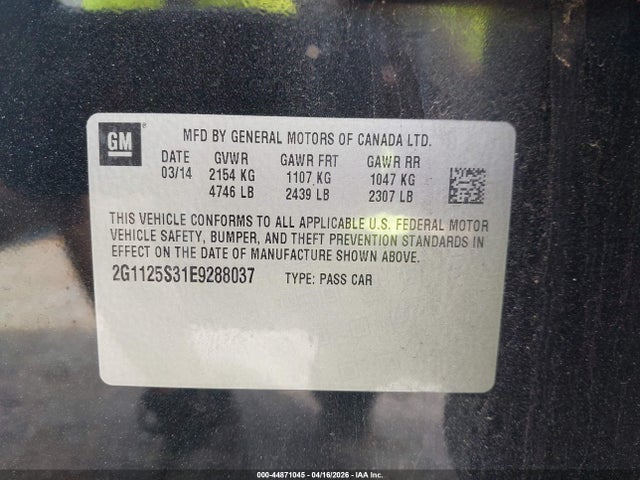 GM ®
MFD BY GENERAL MOTORS OF CANADA LTD.
DATE GVWR GAWR FRT GAWR RR
03/14 2154 KG 1107 KG 1047 KG
4746 LB 2439 LB 2307 LB
THIS VEHICLE CONFORMS TO ALL APPLICABLE U.S. FEDERAL MOTOR
VEHICLE SAFETY, BUMPER, AND THEFT PREVENTION STANDARDS IN
EFFECT ON THE DATE OF MANUFACTURE SHOWN ABOVE.
2G1125S31E9288037 TYPE: PASS CAR
000-44871045 - 04/16/2026 - IAA Inc.